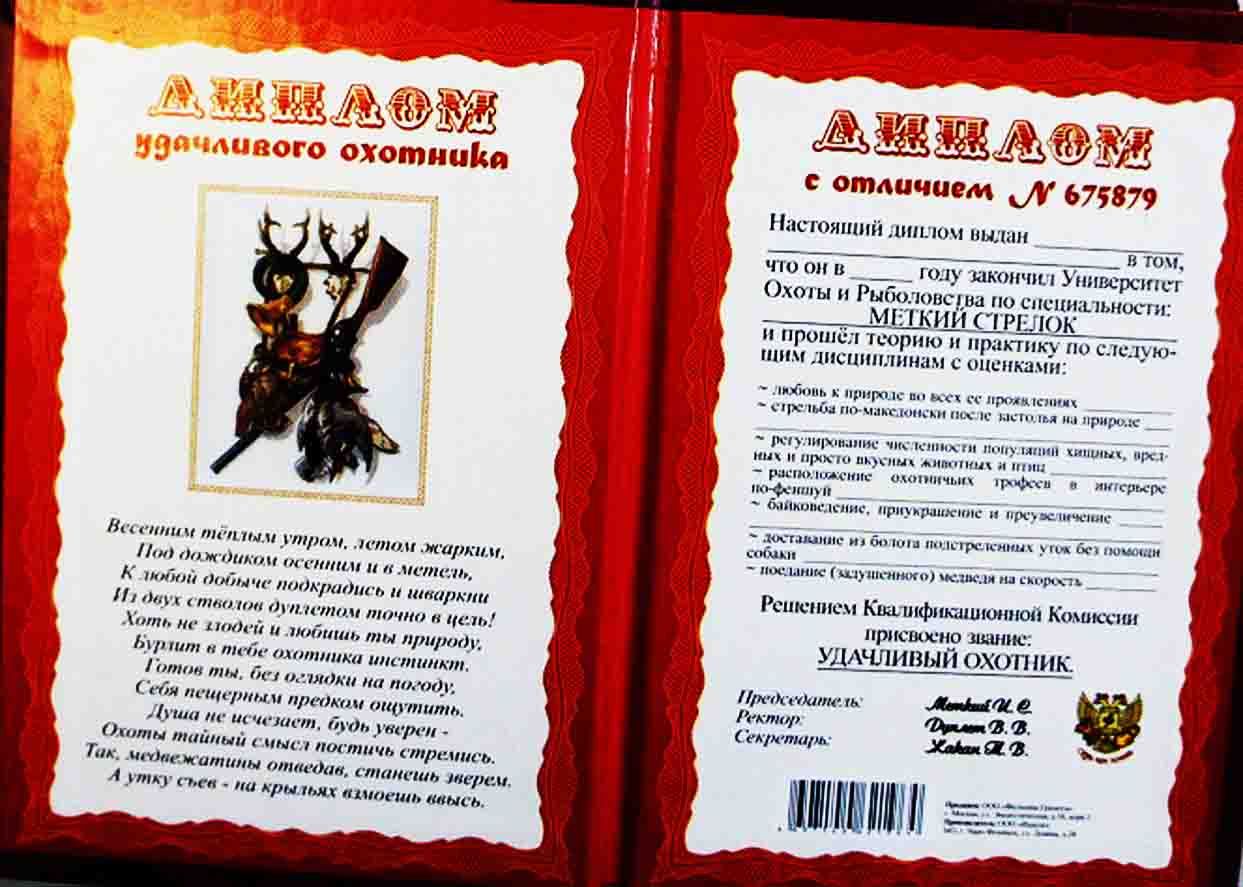 ДИПЛОМ
удачливого охотника
Весенним тёплым утром, летом жарким,
Под дождиком осенним и в метель,
К любой добыче подкрадись и шваркни
Из двух стволов дуплетом точно в цель!
Хоть не злодей и любишь ты природу,
Бурлит в тебе охотника инстинкт.
Готов ты, без оглядки на погоду,
Себя пещерным предком ощутить.
Душа не исчезает, будь уверен -
Охоты тайный смысл постичь стремись.
Так, медвежатины отведав, станешь зверем.
А утку съев - на крыльях взмоешь ввысь.
ДИПЛОМ
с отличием N 675879
Настоящий диплом выдан
в том,
что он в ______ году закончил Университет
Охоты и Рыболовства по специальности:
МЕТКИЙ СТРЕЛОК
и прошёл теорию и практику по следую-
щим дисциплинам с оценками:
~ любовь к природе во всех ее проявлениях
~ стрельба по-македонски после застолья на природе
~ регулирование численности популяций хищных, вред-
ных и просто вкусных животных и птиц
~ расположение охотничьих трофеев в интерьере
по-феншуй
~ байковедение, приукрашение и преувеличение
~ доставание из болота подстреленных уток без помощи
собаки
~ поедание (задушенного) медведя на скорость
Решением Квалификационной Комиссии
присвоено звание:
УДАЧЛИВЫЙ ОХОТНИК.
Председатель: Меткий И. С.
Ректор: Дуплет В. В.
Секретарь: Хакан Т. В.